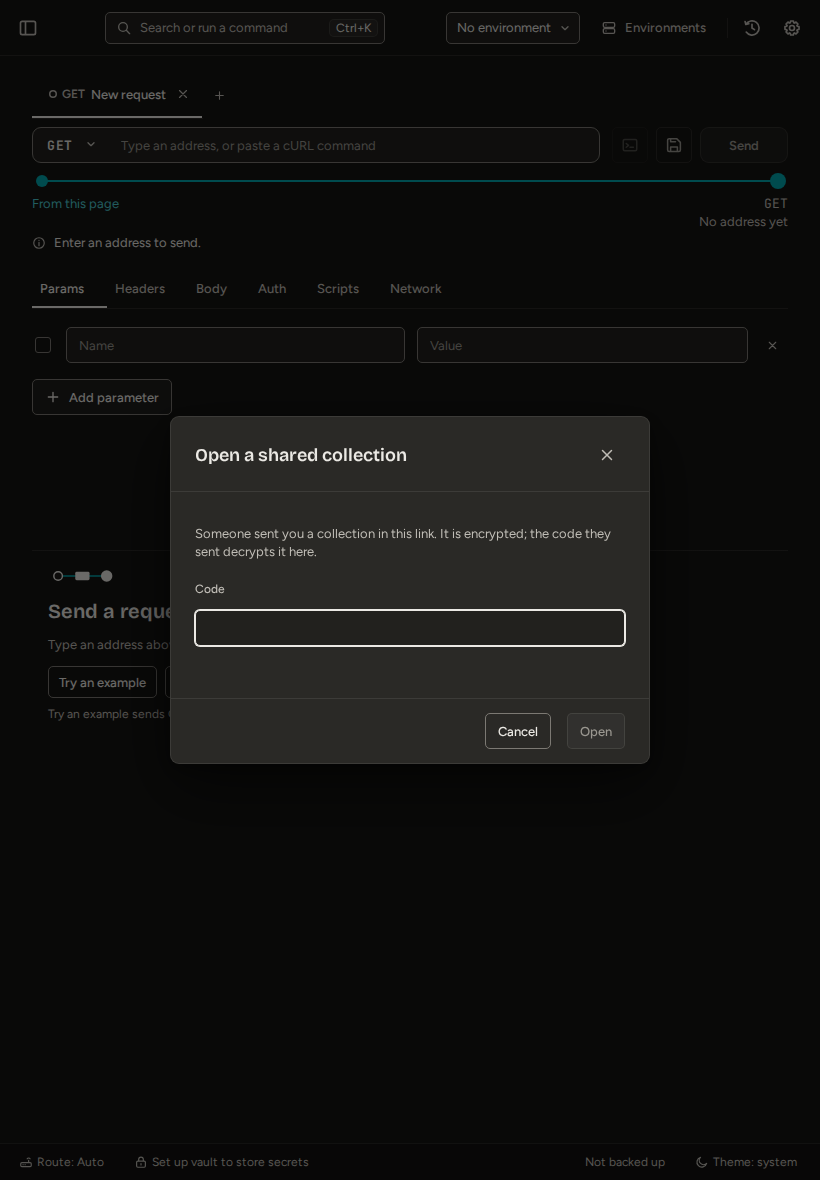 Search or run a command Ctrl+K No environment Environments
GET New request
GET Type an address, or paste a cURL command Send
From this page GET
No address yet
Enter an address to send.
Params Headers Body Auth Scripts Network
Name Value
Add parameter
Open a shared collection
Someone sent you a collection in this link. It is encrypted; the code they
sent decrypts it here.
Code
Cancel Open
Send a reque
Type an address abo
Try an example
Try an example sends
Route: Auto Set up vault to store secrets Not backed up Theme: system